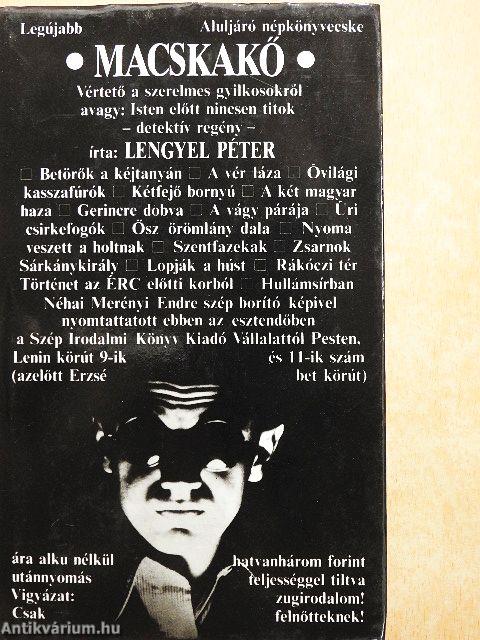 Legújabb Aluljáró népkönyvecske
• MACSKAKŐ •
Vértető a szerelmes gyilkosokról
avagy: Isten előtt nincsen titok
– detektív regény –
írta: LENGYEL PÉTER
□ Betörők a kéjtanyán □ A vér láza □ Óvilági
kasszafúrók □ Kétfejő bornyú □ A két magyar
haza □ Gerincre dobva □ A vágy párája □ Úri
csirkefogók □ Ősz örömlány dala □ Nyoma
veszett a holtnak □ Szentfazekak □ Zsarnok
Sárkánykirály □ Lopják a húst □ Rákóczi tér
Történet az ÉRC előtti korból □ Hullámsírban
Néhai Merényi Endre szép borító képivel
nyomtattatott ebben az esztendőben
a Szép Irodalmi Könyv Kiadó Vállalattól Pesten,
Lenin körút 9-ik és 11-ik szám
(azelőtt Erzsé bet körút)
ára alku nélkül hatvanhárom forint
utánnyomás teljességgel tiltva
Vigyázat: zugirodalom!
Csak felnőtteknek!
Antikvárium.hu